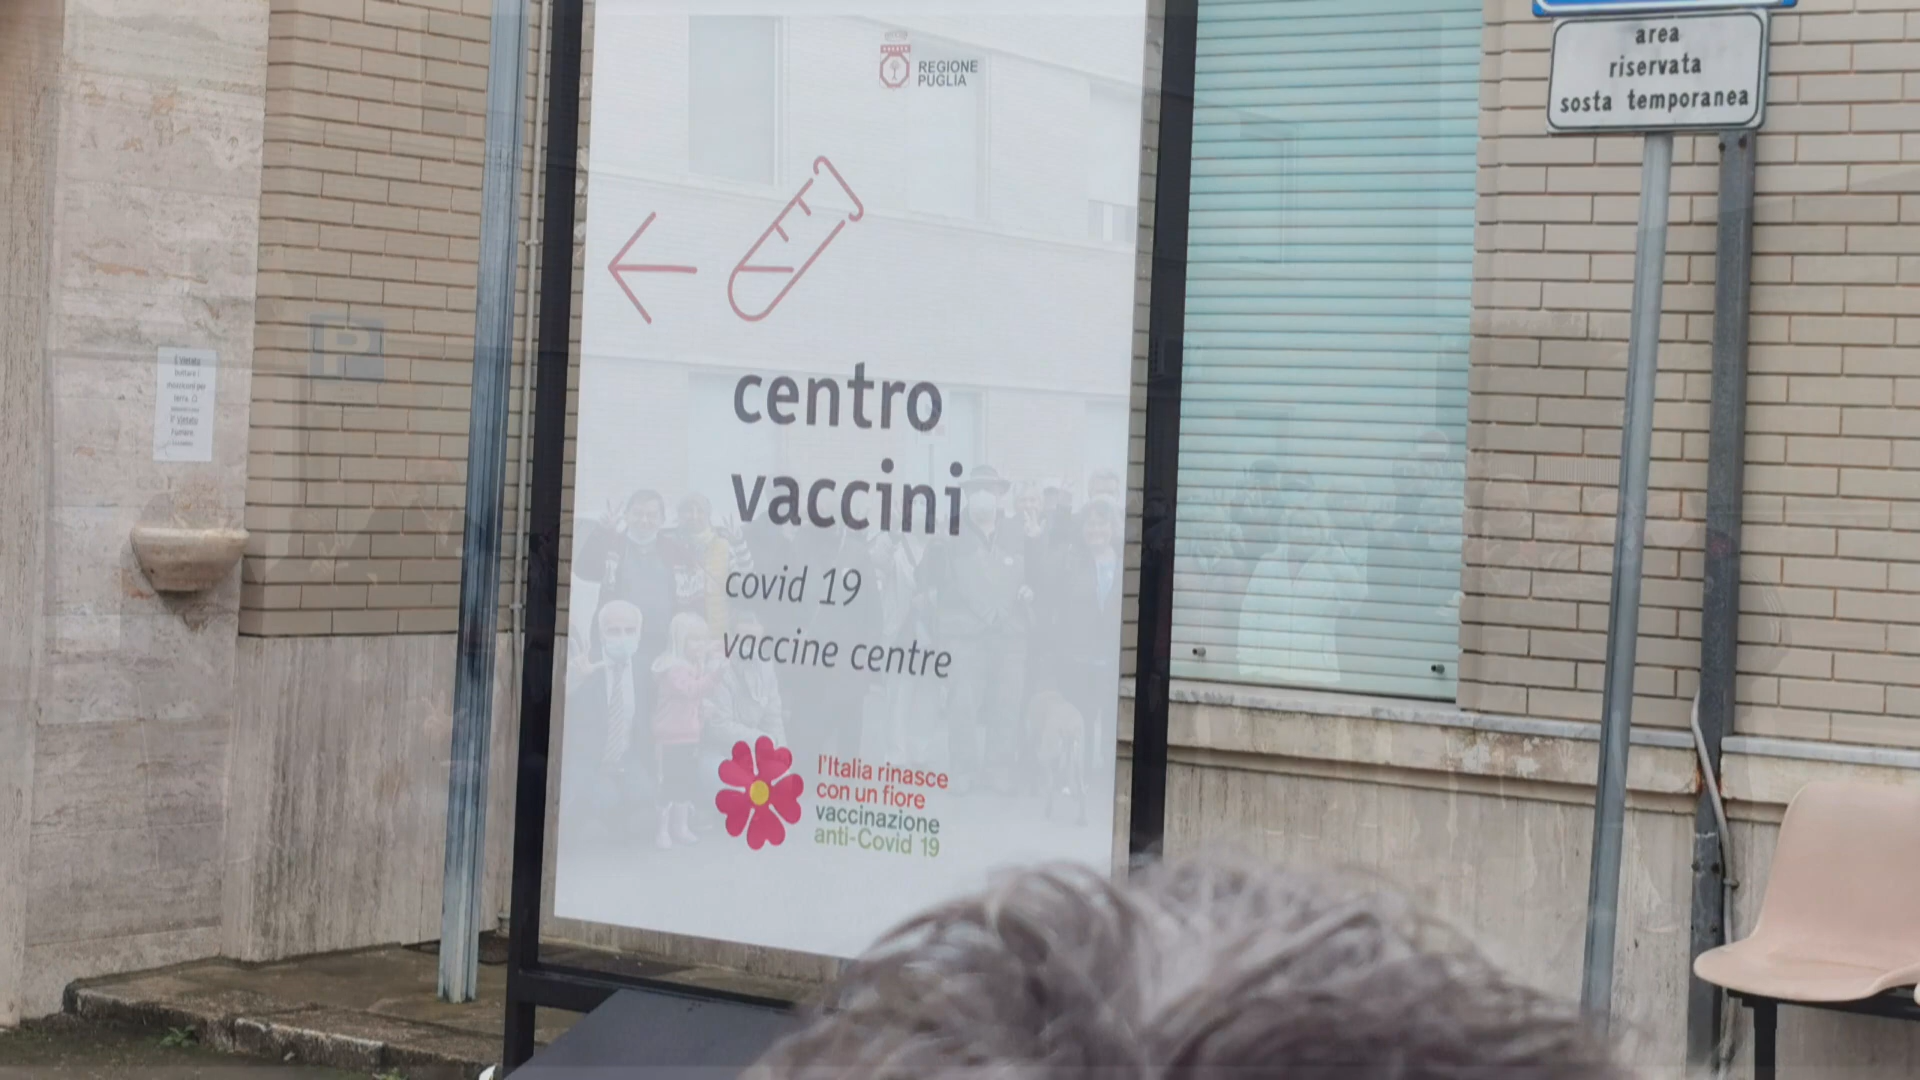 REGIONE
PUGLIA
centro
vaccini
covid 19
vaccine centre
l'Italia rinasce
con un fiore
vaccinazione
anti-Covid 19
area
riservata
sosta temporanea
P